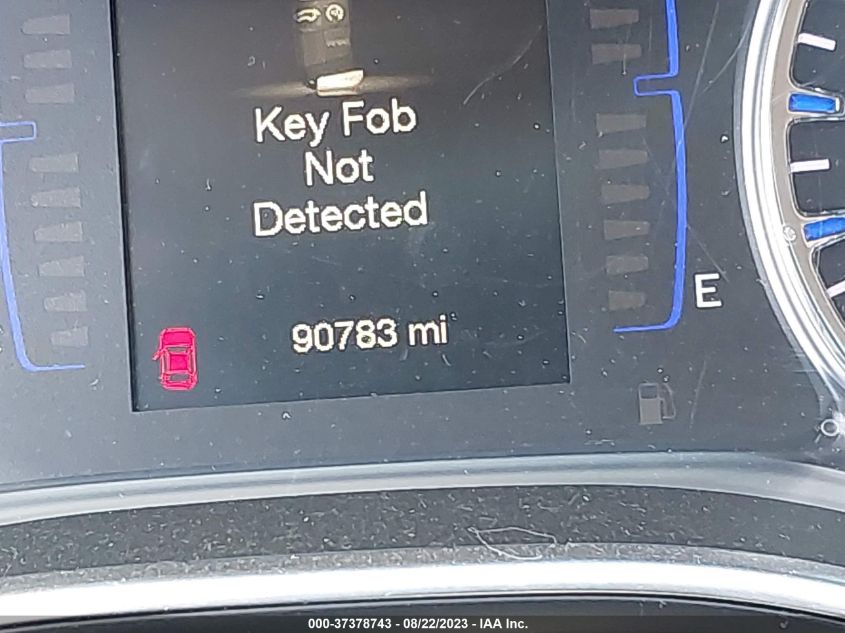 Key Fob
Not
Detected
90783 mi
E
000-37378743 - 08/22/2023 - IAA Inc.